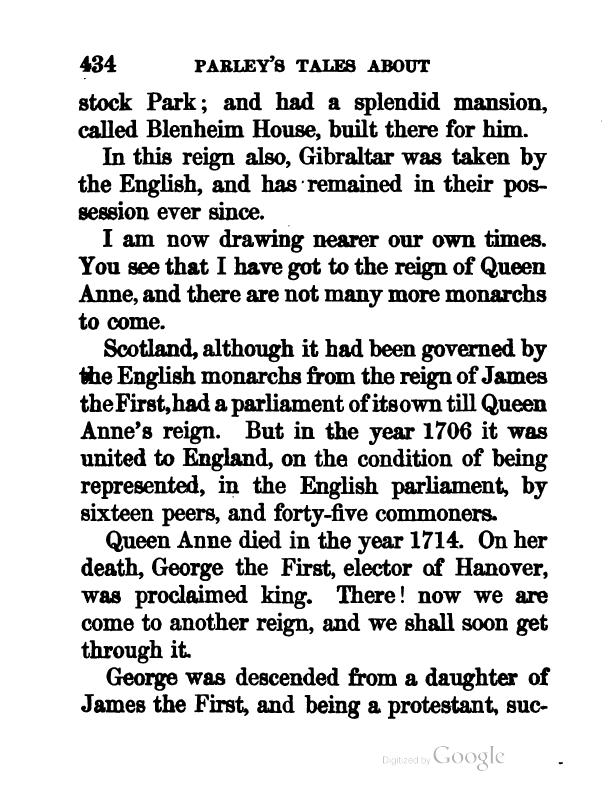 434 PARLEY'S TALES ABOUT
stock Park; and had a splendid mansion,
called Blenheim House, built there for him.
In this reign also, Gibraltar was taken by
the English, and has remained in their pos-
session ever since.
I am now drawing nearer our own times.
You see that I have got to the reign of Queen
Anne, and there are not many more monarchs
to come.
Scotland, although it had been governed by
the English monarchs from the reign of James
the First, had a parliament of its own till Queen
Anne's reign. But in the year 1706 it was
united to England, on the condition of being
represented, in the English parliament, by
sixteen peers, and forty-five commoners.
Queen Anne died in the year 1714. On her
death, George the First, elector of Hanover,
was proclaimed king. There! now we are
come to another reign, and we shall soon get
through it.
George was descended from a daughter of
James the First, and being a protestant, suc-
Digitized by Google